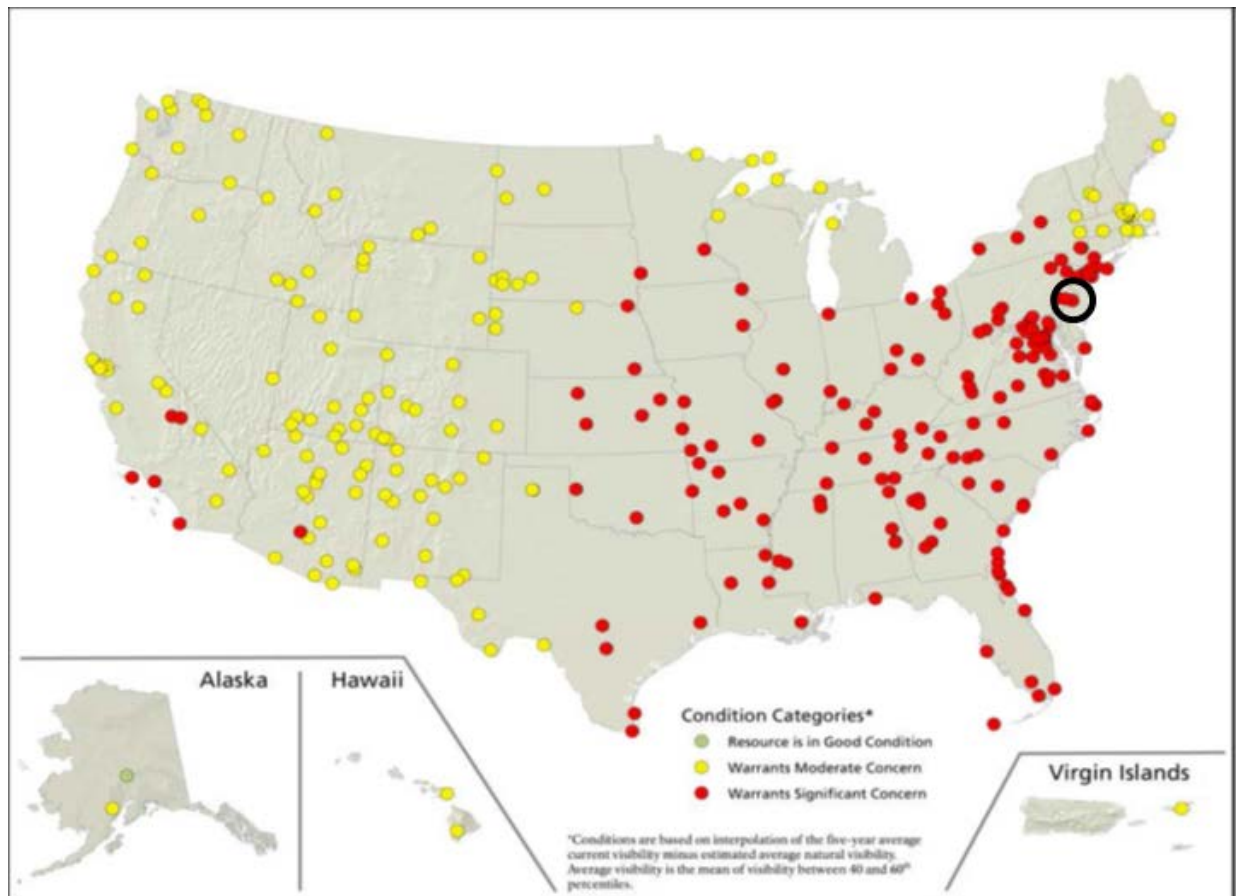 Alaska
Hawaii
Condition Categories*
Resource is in Good Condition
Warrants Moderate Concern
Warrants Significant Concern
Virgin Islands
*Conditions are based on interpolation of the five-year average
current visibility minus estimated average natural visibility.
Average visibility is the mean of visibility between 40 and 60th
percentiles.